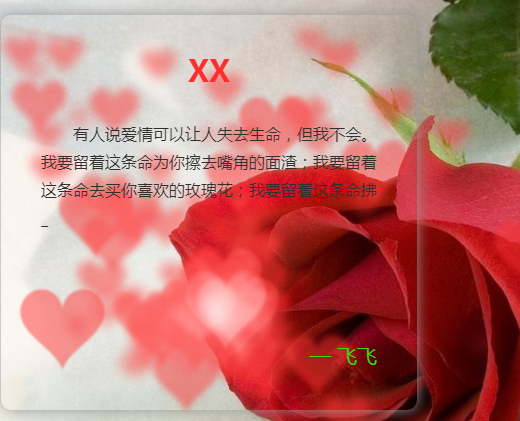 XX
有人说爱情可以让人失去生命，但我不会。
我要留着这条命为你擦去嘴角的面渣；我要留着
这条命去买你喜欢的玫瑰花；我要留着这条命拂
_
— 飞飞